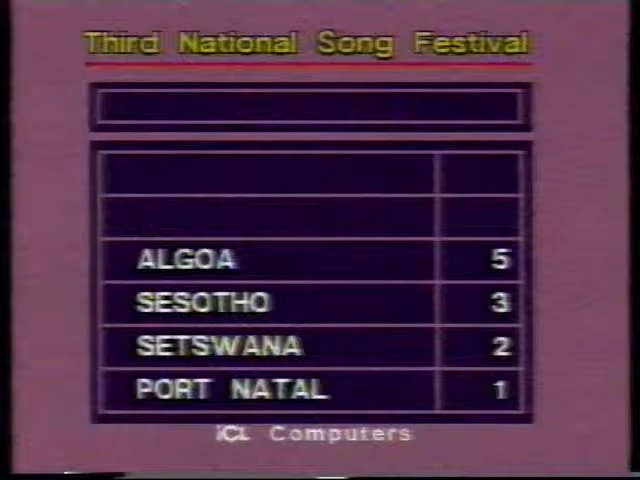 Third National Song Festival
ALGOA 5
SESOTHO 3
SETSWANA 2
PORT NATAL 1
ICL Computers